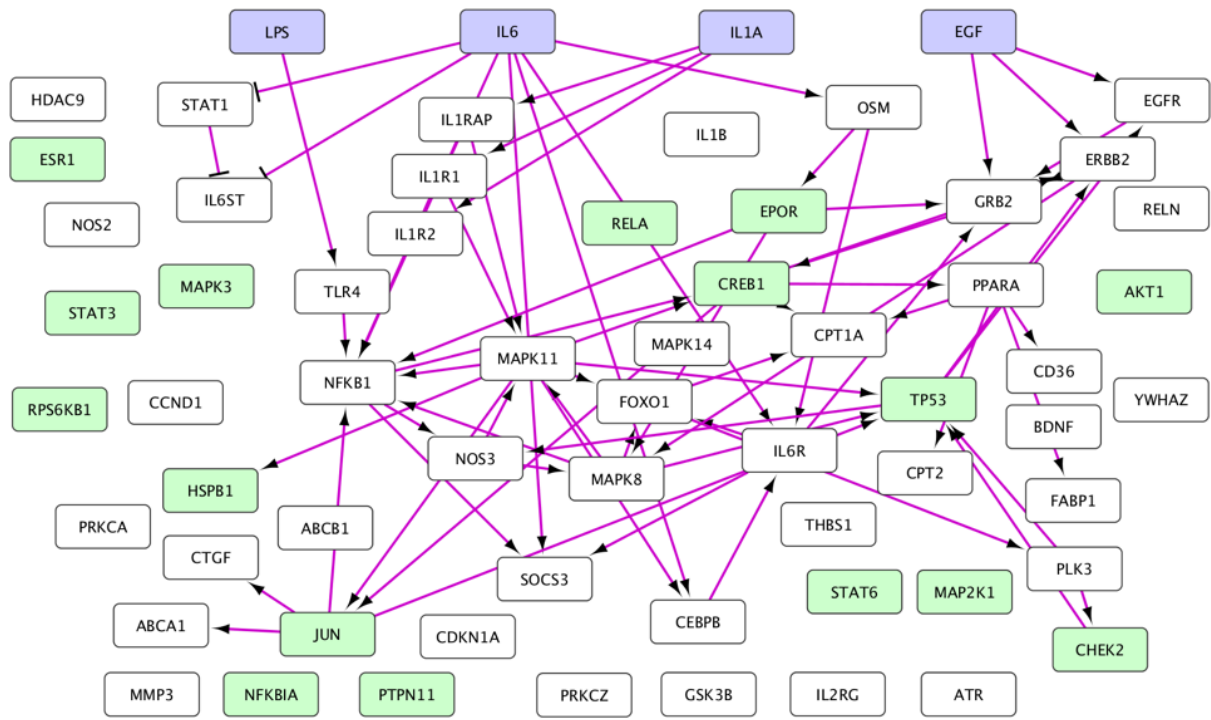 LPS
IL6
IL1A
EGF
HDAC9
STAT1
IL1RAP
IL1B
OSM
EGFR
ESR1
IL6ST
IL1R1
ERBB2
NOS2
IL1R2
RELA
EPOR
GRB2
RELN
STAT3
MAPK3
TLR4
CREB1
PPARA
AKT1
NFKB1
MAPK11
MAPK14
CPT1A
CD36
RPS6KB1
CCND1
FOXO1
TP53
YWHAZ
HSPB1
NOS3
MAPK8
IL6R
CPT2
BDNF
PRKCA
ABCB1
THBS1
FABP1
CTGF
SOCS3
PLK3
ABCA1
JUN
CDKN1A
CEBPB
STAT6
MAP2K1
CHEK2
MMP3
NFKBIA
PTPN11
PRKCZ
GSK3B
IL2RG
ATR